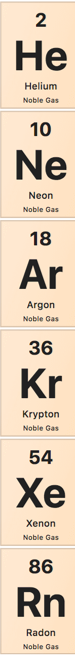 2
He
Helium
Noble Gas
10
Ne
Neon
Noble Gas
18
Ar
Argon
Noble Gas
36
Kr
Krypton
Noble Gas
54
Xe
Xenon
Noble Gas
86
Rn
Radon
Noble Gas